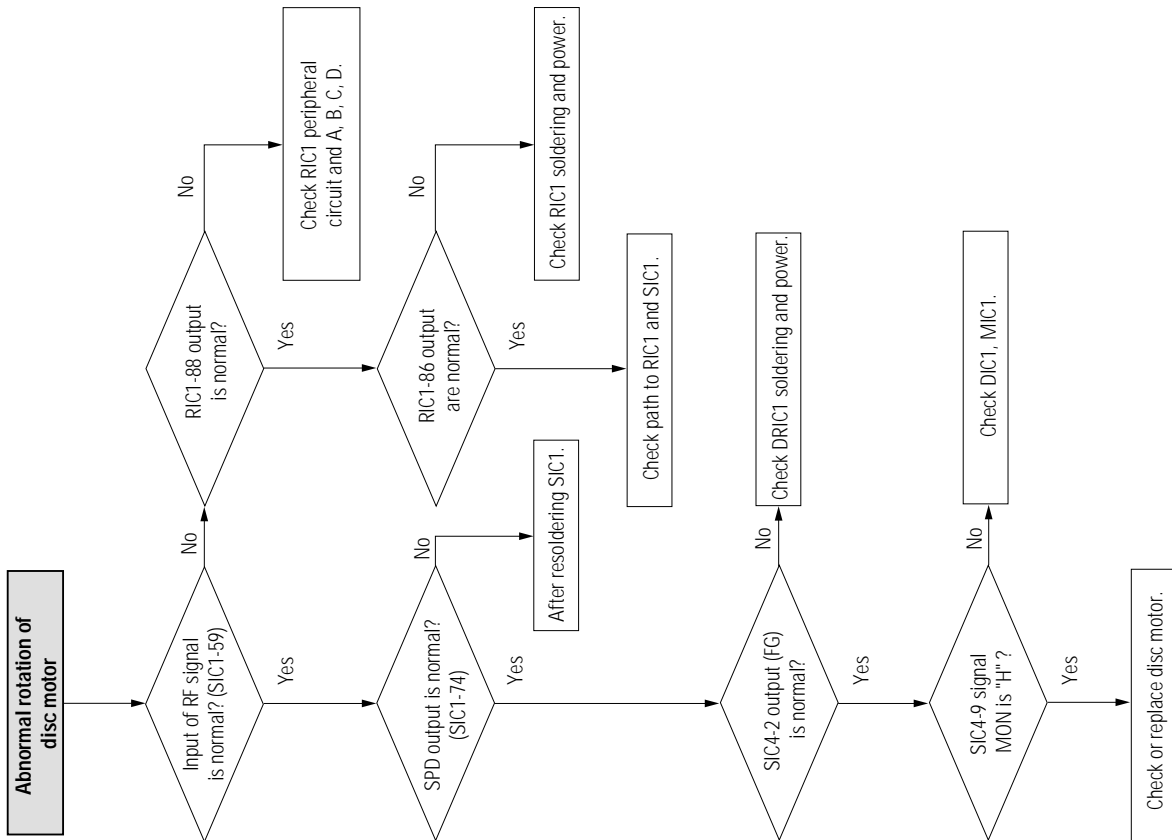 Abnormal rotation of
disc motor
Input of RF signal
is normal? (SIC1-59)
No
Yes
RIC1-88 output
is normal?
No
Yes
Check RIC1 peripheral
circuit and A, B, C, D.
RIC1-86 output
are normal?
No
Yes
Check RIC1 soldering and power.
Check path to RIC1 and SIC1.
SPD output is normal?
(SIC1-74)
No
Yes
After resoldering SIC1.
SIC4-2 output (FG)
is normal?
No
Yes
Check DRIC1 soldering and power.
SIC4-9 signal
MON is "H" ?
No
Yes
Check DIC1, MIC1.
Check or replace disc motor.